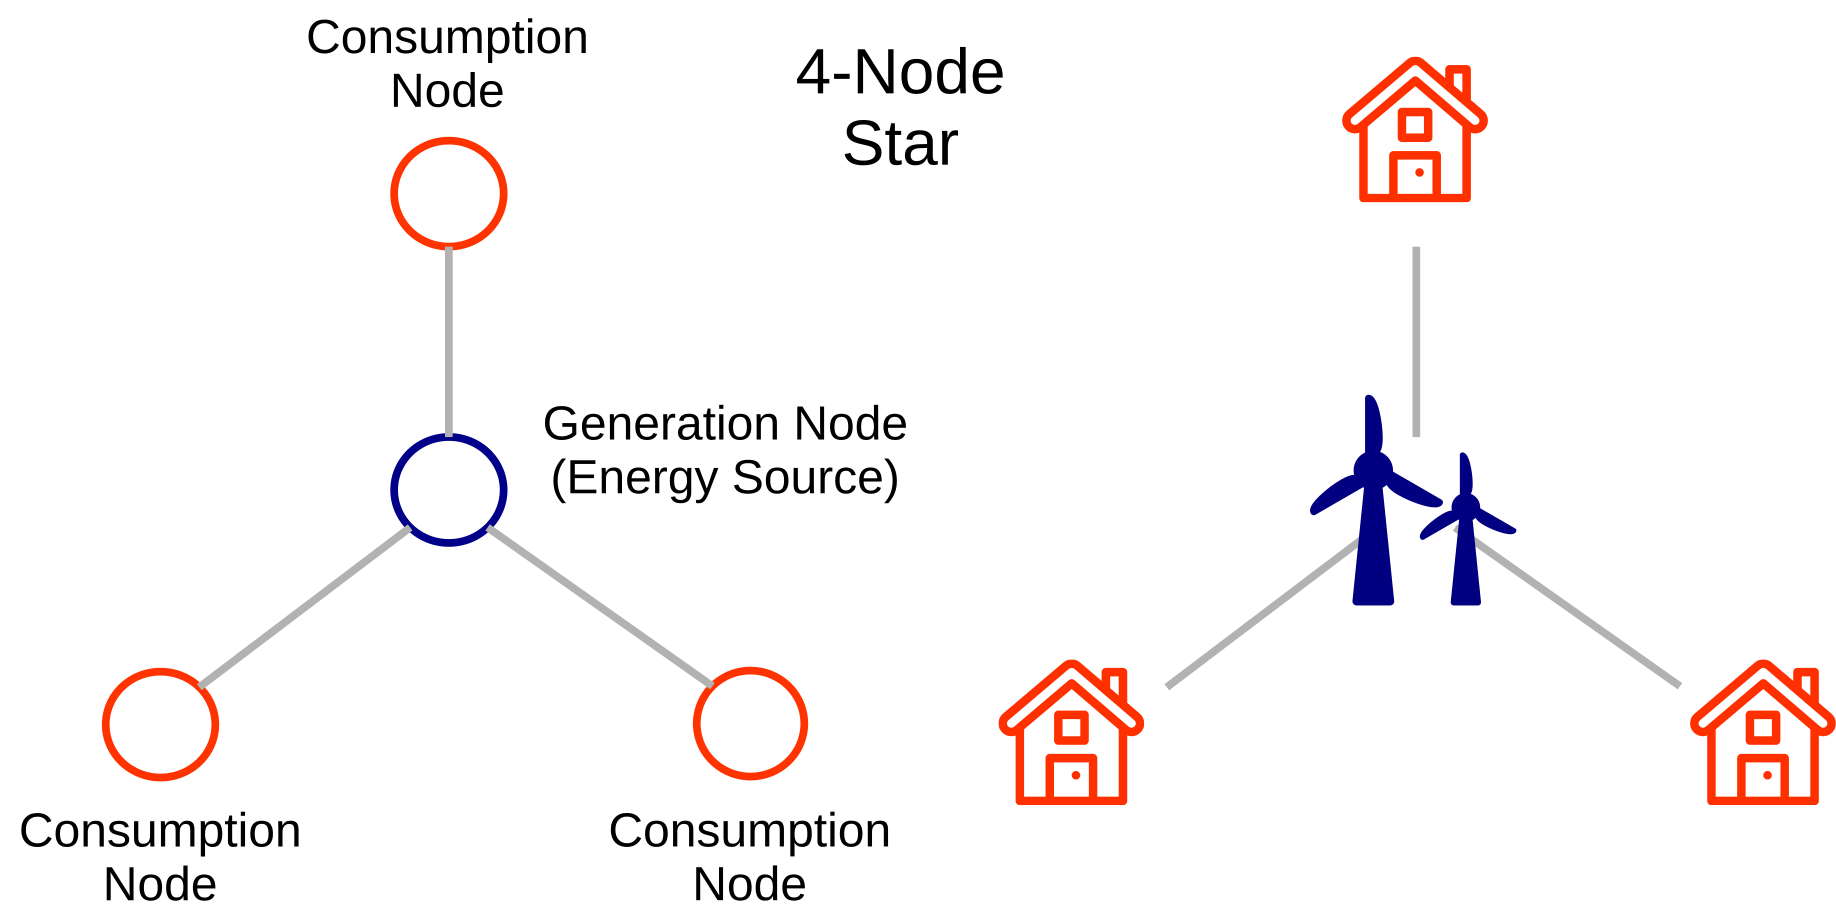 Consumption
Node
4-Node
Star
Generation Node
(Energy Source)
Consumption
Node
Consumption
Node